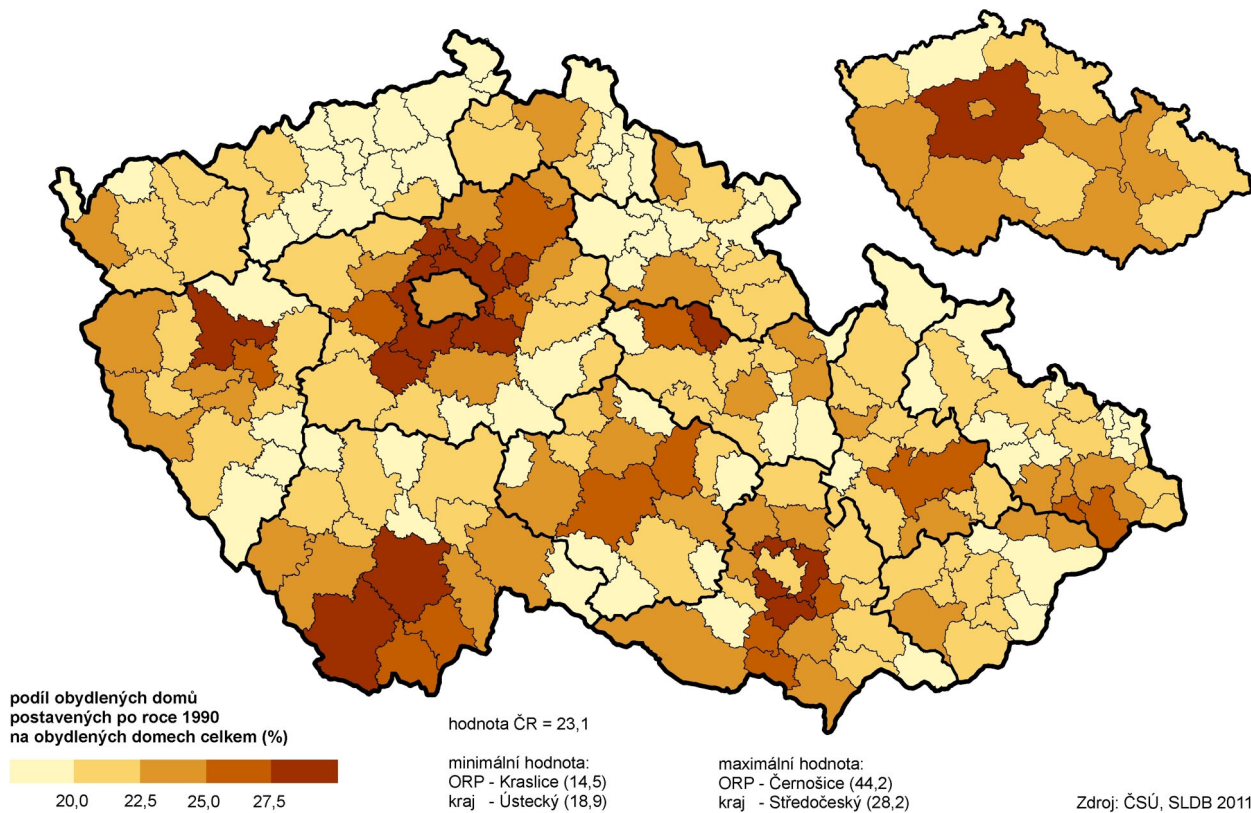 podíl obydlených domů
postavených po roce 1990
na obydlených domech celkem (%)
20,0 22,5 25,0 27,5
hodnota ČR = 23,1
minimální hodnota:
ORP - Kraslice (14,5)
kraj - Ústecký (18,9)
maximální hodnota:
ORP - Černošice (44,2)
kraj - Středočeský (28,2)
Zdroj: ČSÚ, SLDB 2011